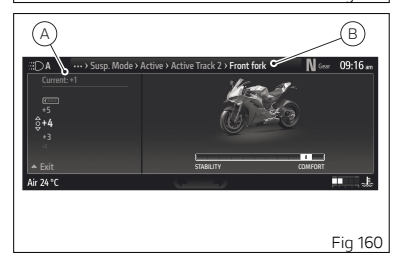 A
B
A ••• › Susp. Mode › Active › Active Track 2 › Front fork N Gear 09:16 am
Current: +1
+5
+4
+3
Exit
STABILITY COMFORT
Air 24 °C
Fig 160